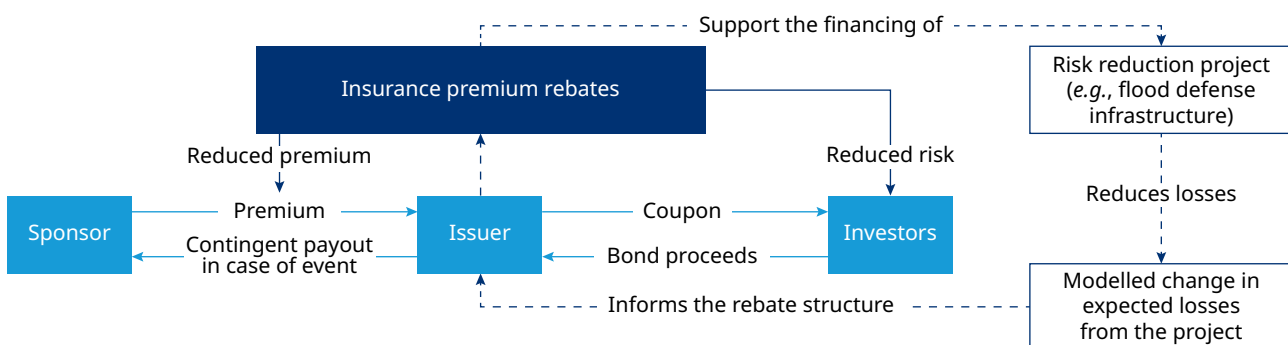 Support the financing of
Insurance premium rebates
Risk reduction project
(e.g., flood defense
infrastructure)
Reduced premium
Reduced risk
Reduces losses
Sponsor
Premium
Contingent payout
in case of event
Issuer
Coupon
Bond proceeds
Investors
Informs the rebate structure
Modelled change in
expected losses
from the project